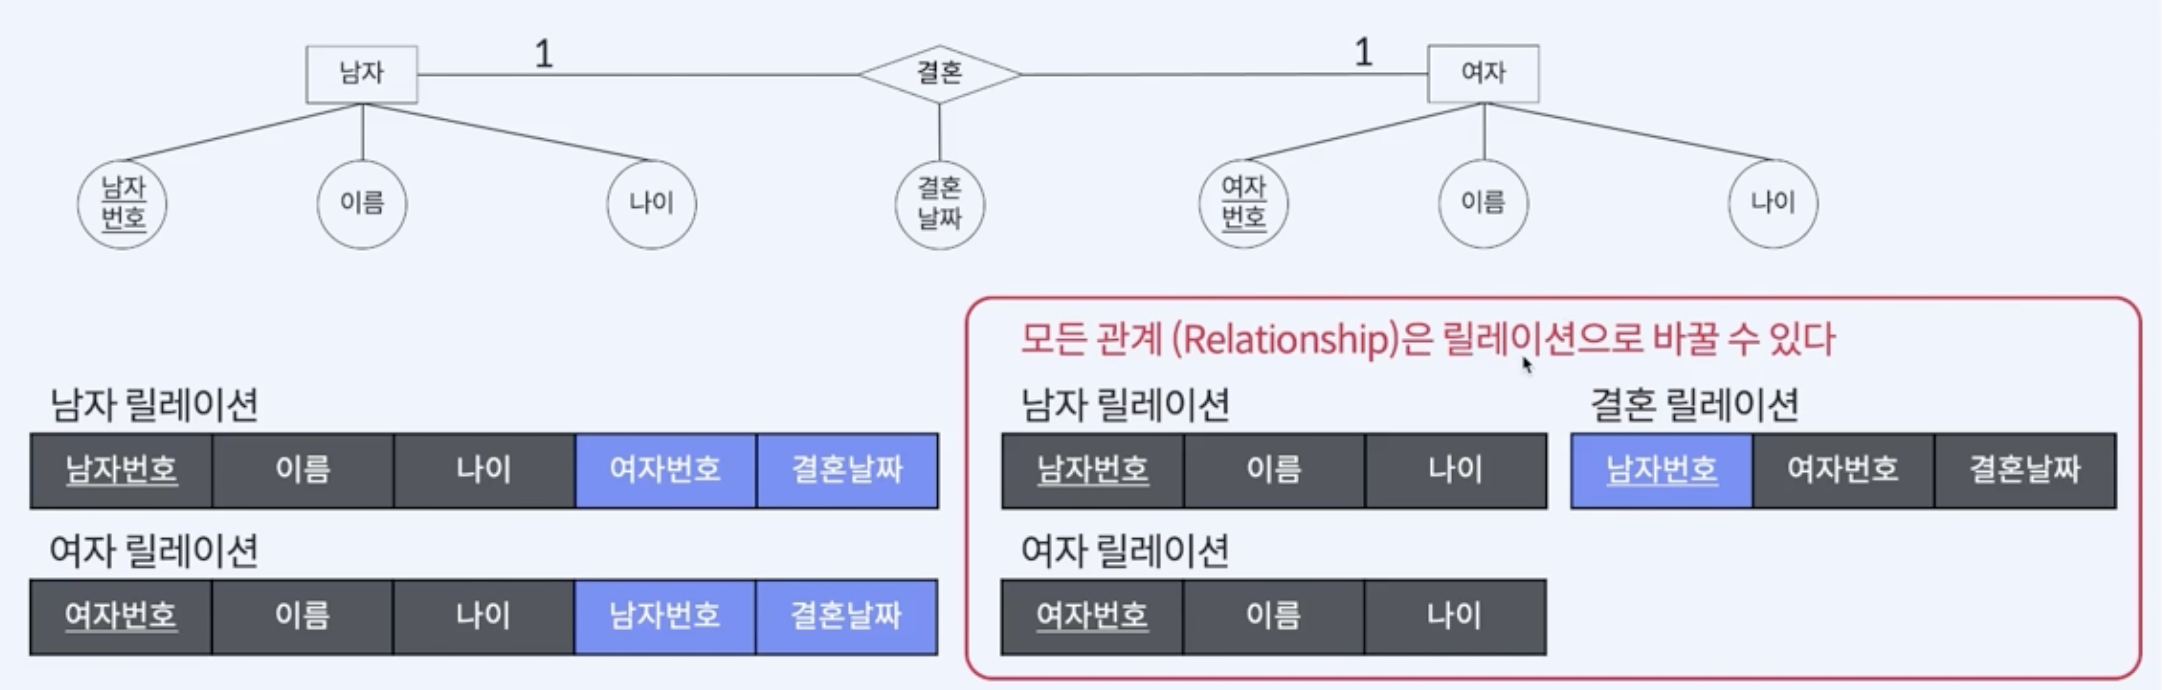 1
1
남자
결혼
여자
남자
번호
이름
나이
결혼
날짜
여자
번호
이름
나이
모든 관계 (Relationship)은 릴레이션으로 바꿀 수 있다
남자 릴레이션
남자번호 이름 나이 여자번호 결혼날짜
여자 릴레이션
여자번호 이름 나이 남자번호 결혼날짜
남자 릴레이션
남자번호 이름 나이
결혼 릴레이션
남자번호 여자번호 결혼날짜
여자 릴레이션
여자번호 이름 나이